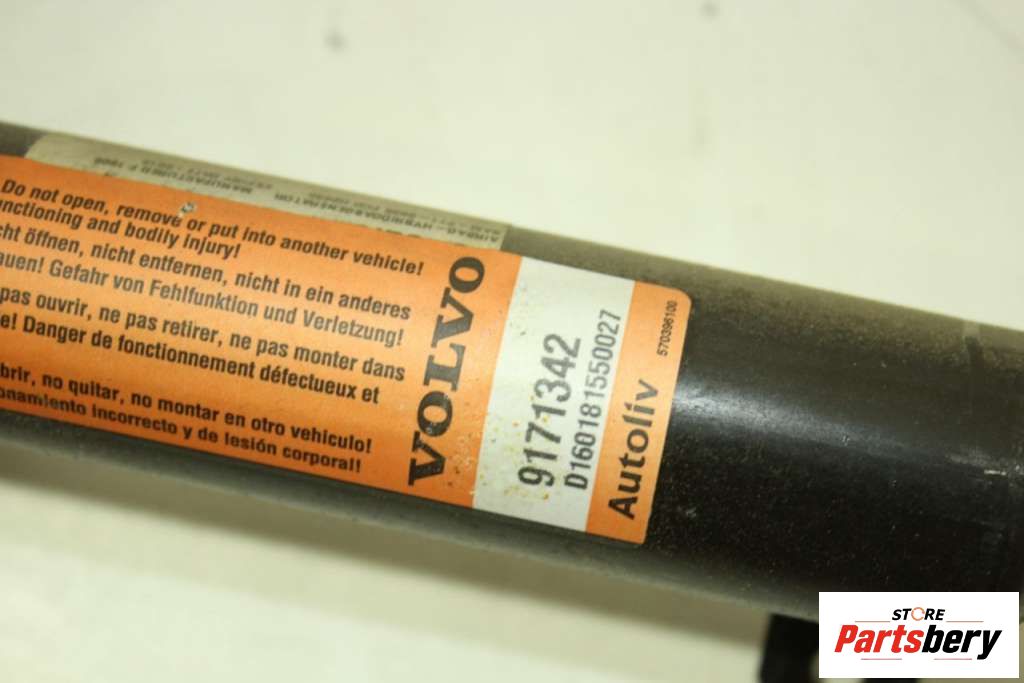 Do not open, remove or put into another vehicle!
nctioning and bodily injury!
cht öffnen, nicht entfernen, nicht in ein anderes
auen! Gefahr von Fehlfunktion und Verletzung!
pas ouvrir, ne pas retirer, ne pas monter dans
e! Danger de fonctionnement défectueux et
brir, no quitar, no montar en otro vehiculo!
onamiento incorrecto y de lesión corporal!
VOLVO
9171342
D160181550027
Autoliv
570396100
AIRBAG - HYBRIDGASGENERATOR
MANUFACTURED
STORE
Partsbery